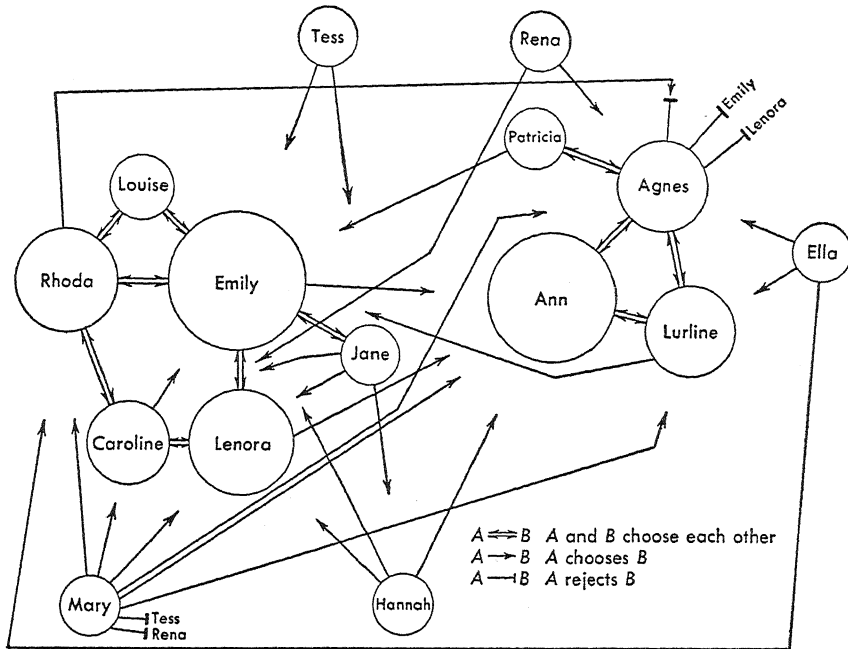 Tess
Rena
Emily
Lenora
Patricia
Agnes
Louise
Rhoda
Emily
Ella
Ann
Lurline
Jane
Caroline
Lenora
A ⇌ B A and B choose each other
A → B A chooses B
A ⊣ B A rejects B
Mary
Tess
Rena
Hannah